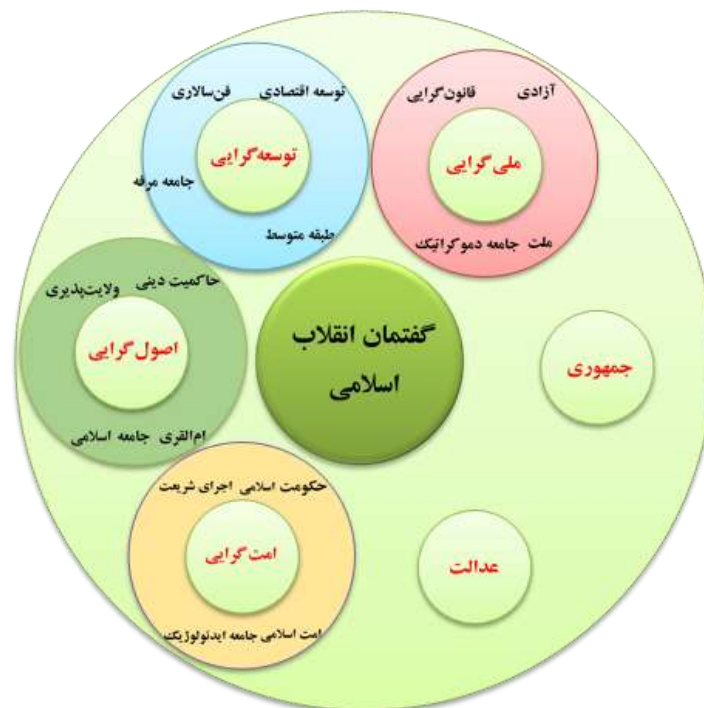 آزادی
قانون‌گرایی
ملی‌گرایی
ملت جامعه دموکراتیک
توسعه اقتصادی
فن‌سالاری
توسعه‌گرایی
جامعه مرفه
طبقه متوسط
حاکمیت دینی
ولایت‌پذیری
اصول‌گرایی
ام‌القری جامعه اسلامی
گفتمان انقلاب
اسلامی
جمهوری
حکومت اسلامی اجرای شریعت
امت‌گرایی
امت اسلامی جامعه ایدئولوژیک
عدالت